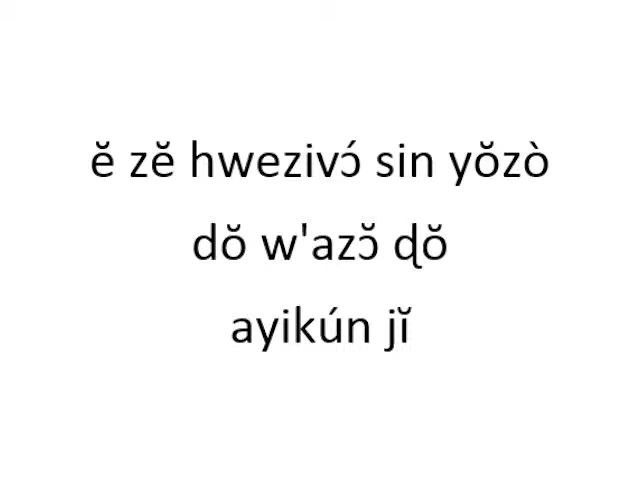 ĕ zĕ hwezivɔ́ sin yŏzò
dŏ w'azɔ̆ ɖŏ
ayikún jĭ